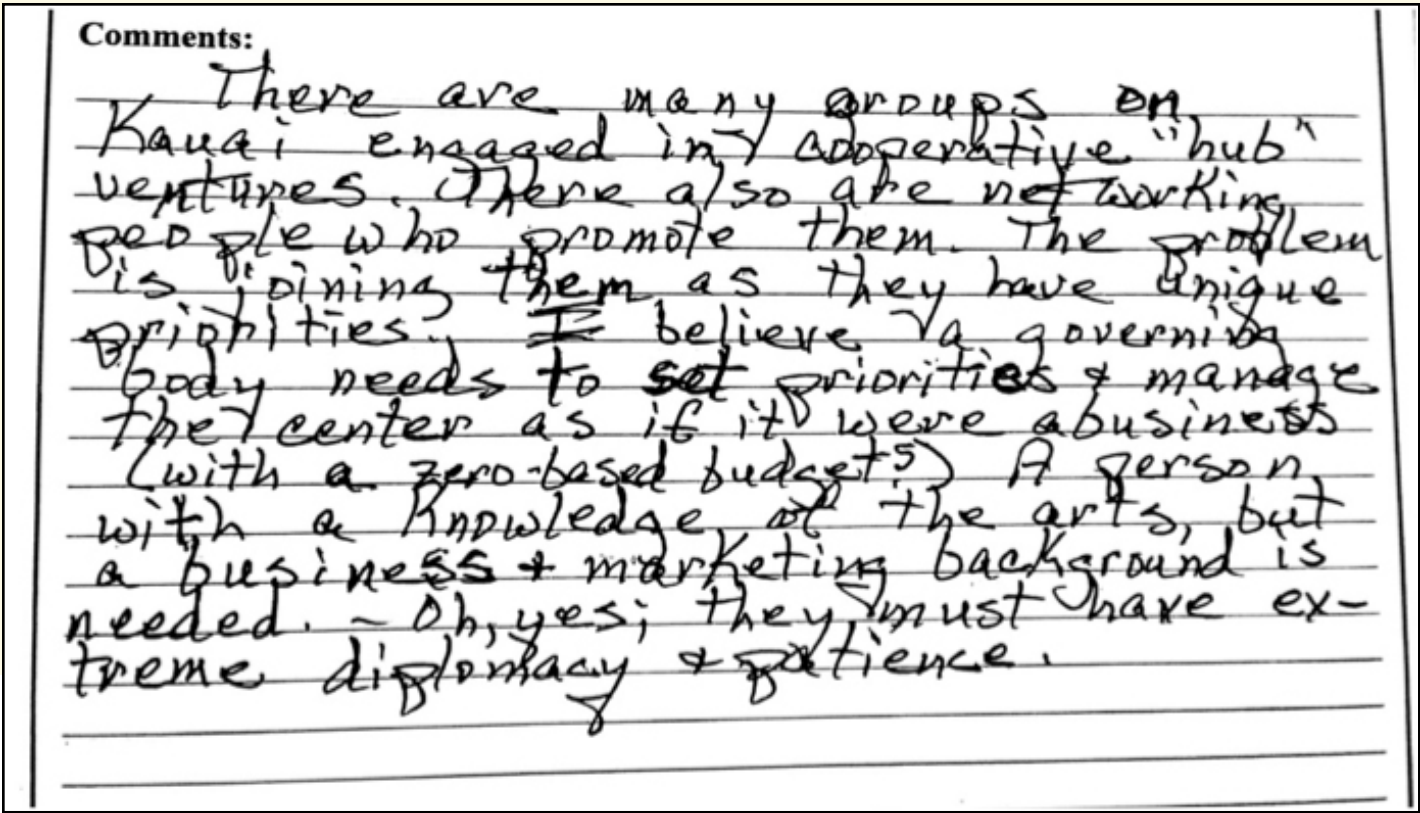 Comments:
There are many groups on
Kauai engaged in cooperative "hub"
ventures. There also are networking
people who promote them. The problem
is joining them as they have unique
priorities. I believe a governing
body needs to set priorities & manage
the center as if it were a business
(with a zero-based budget!) A person
with a knowledge of the arts, but
a business & marketing background is
needed. - Oh, yes; they must have ex-
treme diplomacy & patience.